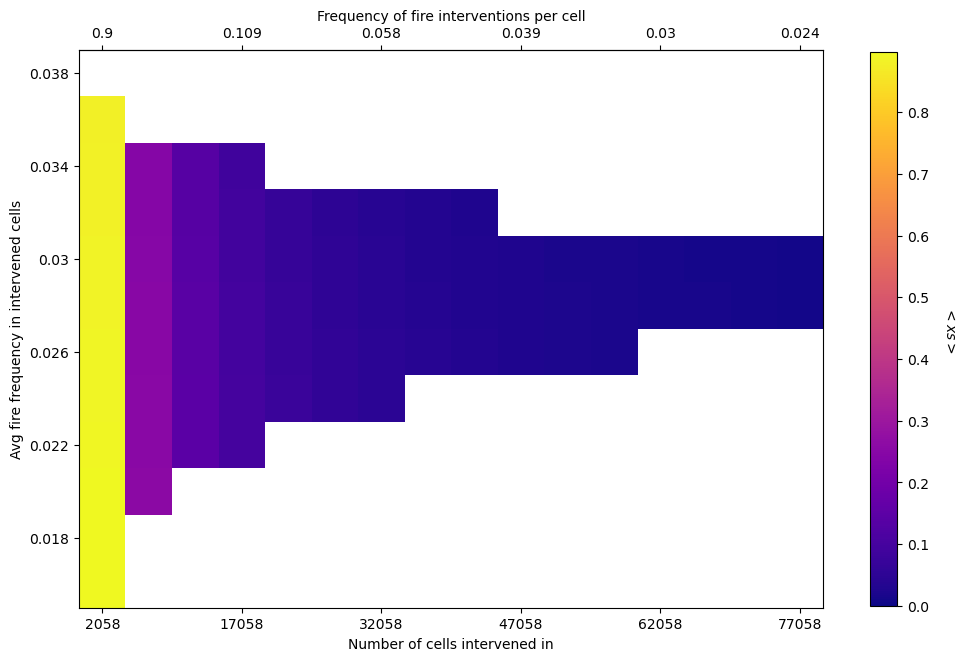 Frequency of fire interventions per cell
0.9 0.109 0.058 0.039 0.03 0.024
0.038
0.034
0.03
0.026
0.022
0.018
Avg fire frequency in intervened cells
2058 17058 32058 47058 62058 77058
Number of cells intervened in
0.8
0.7
0.6
0.5
0.4
0.3
0.2
0.1
0.0
< xs >